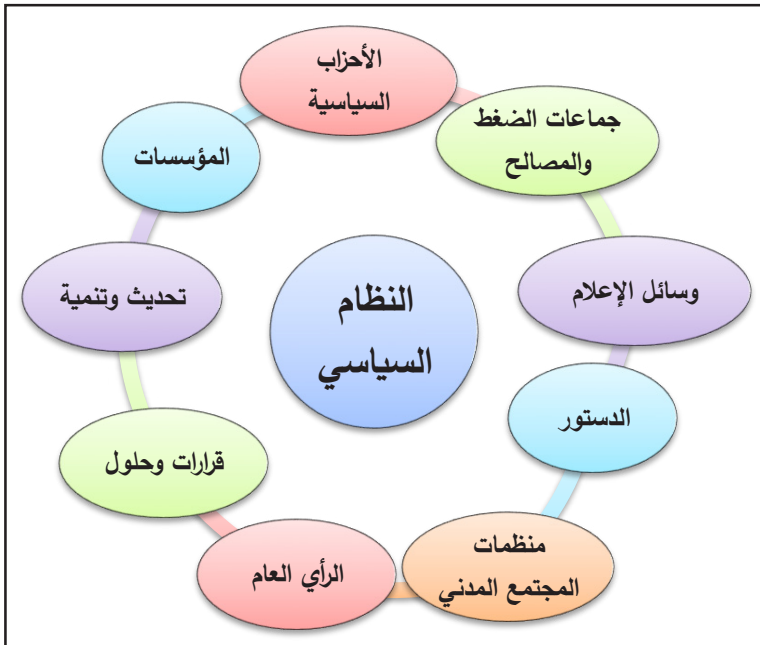 الأحزاب
السياسية
جماعات الضغط
والمصالح
وسائل الإعلام
الدستور
منظمات
المجتمع المدني
الرأي العام
قرارات وحلول
تحديث وتنمية
المؤسسات
النظام
السياسي